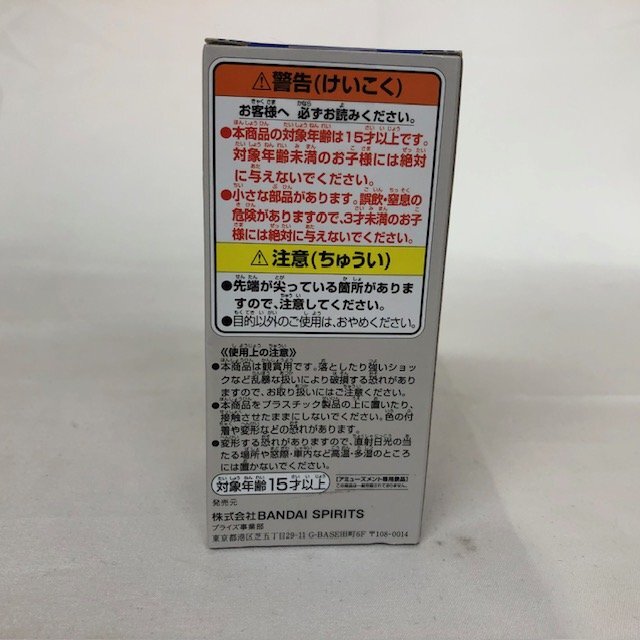 ⚠警告(けいこく)
お客様へ 必ずお読みください。
●本商品の対象年齢は15才以上です。
対象年齢未満のお子様には絶対
に与えないでください。
●小さな部品があります。誤飲・窒息の
危険がありますので、3才未満のお子
様には絶対に与えないでください。
⚠注意(ちゅうい)
●先端が尖っている箇所がありま
すので、注意してください。
●目的以外のご使用は、おやめください。
《使用上の注意》
●本商品は観賞用です。落としたり強いショッ
クなど乱暴な扱いにより破損する恐れがあり
ますので、お取り扱いにはご注意ください。
●本商品をプラスチック製品の上に置いたり、
接触させたままにしないでください。色の付
着や変形などの恐れがあります。
●変形する恐れがありますので、直射日光の当
たる場所や窓際・車内など高温・多湿のところ
には置かないでください。
対象年齢15才以上
[アミューズメント専用景品]
この商品は一般市販されておりません。
発売元
株式会社BANDAI SPIRITS
プライズ事業部
東京都港区芝五丁目29-11 G-BASE田町6F 〒108-0014